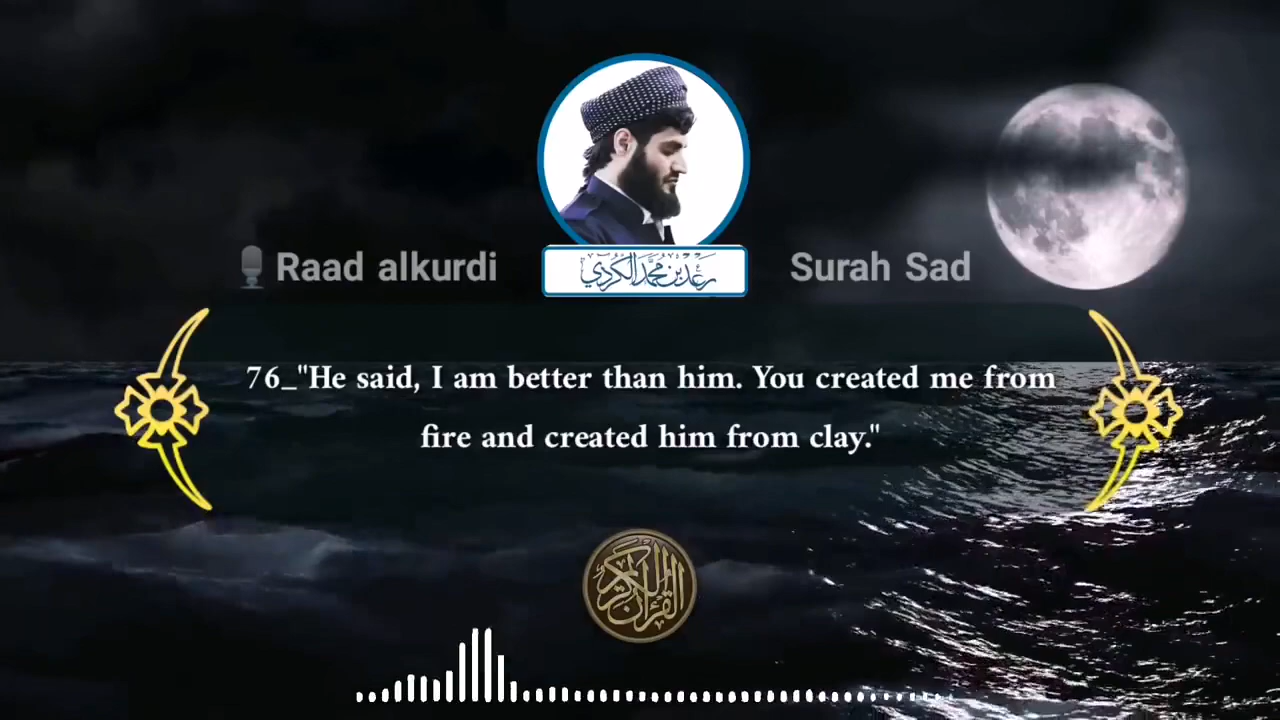 Raad alkurdi
رعد بن محمد الكردي
Surah Sad
76_"He said, I am better than him. You created me from
fire and created him from clay."
القرآن الكريم